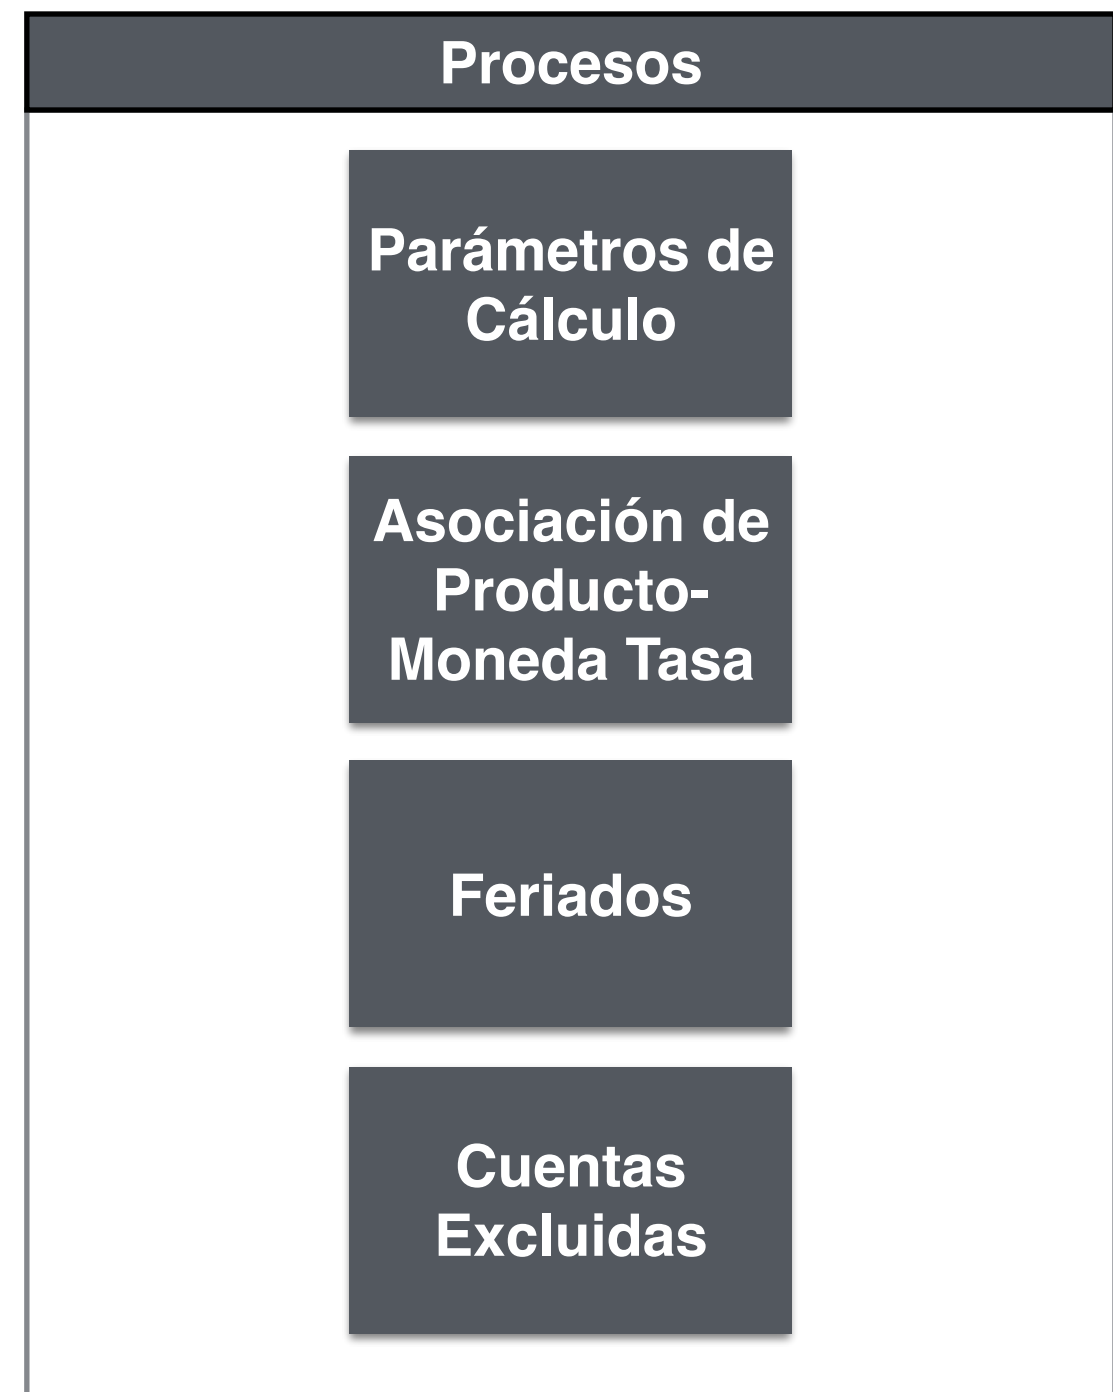 Procesos
Parámetros de
Cálculo
Asociación de
Producto-
Moneda Tasa
Feriados
Cuentas
Excluidas